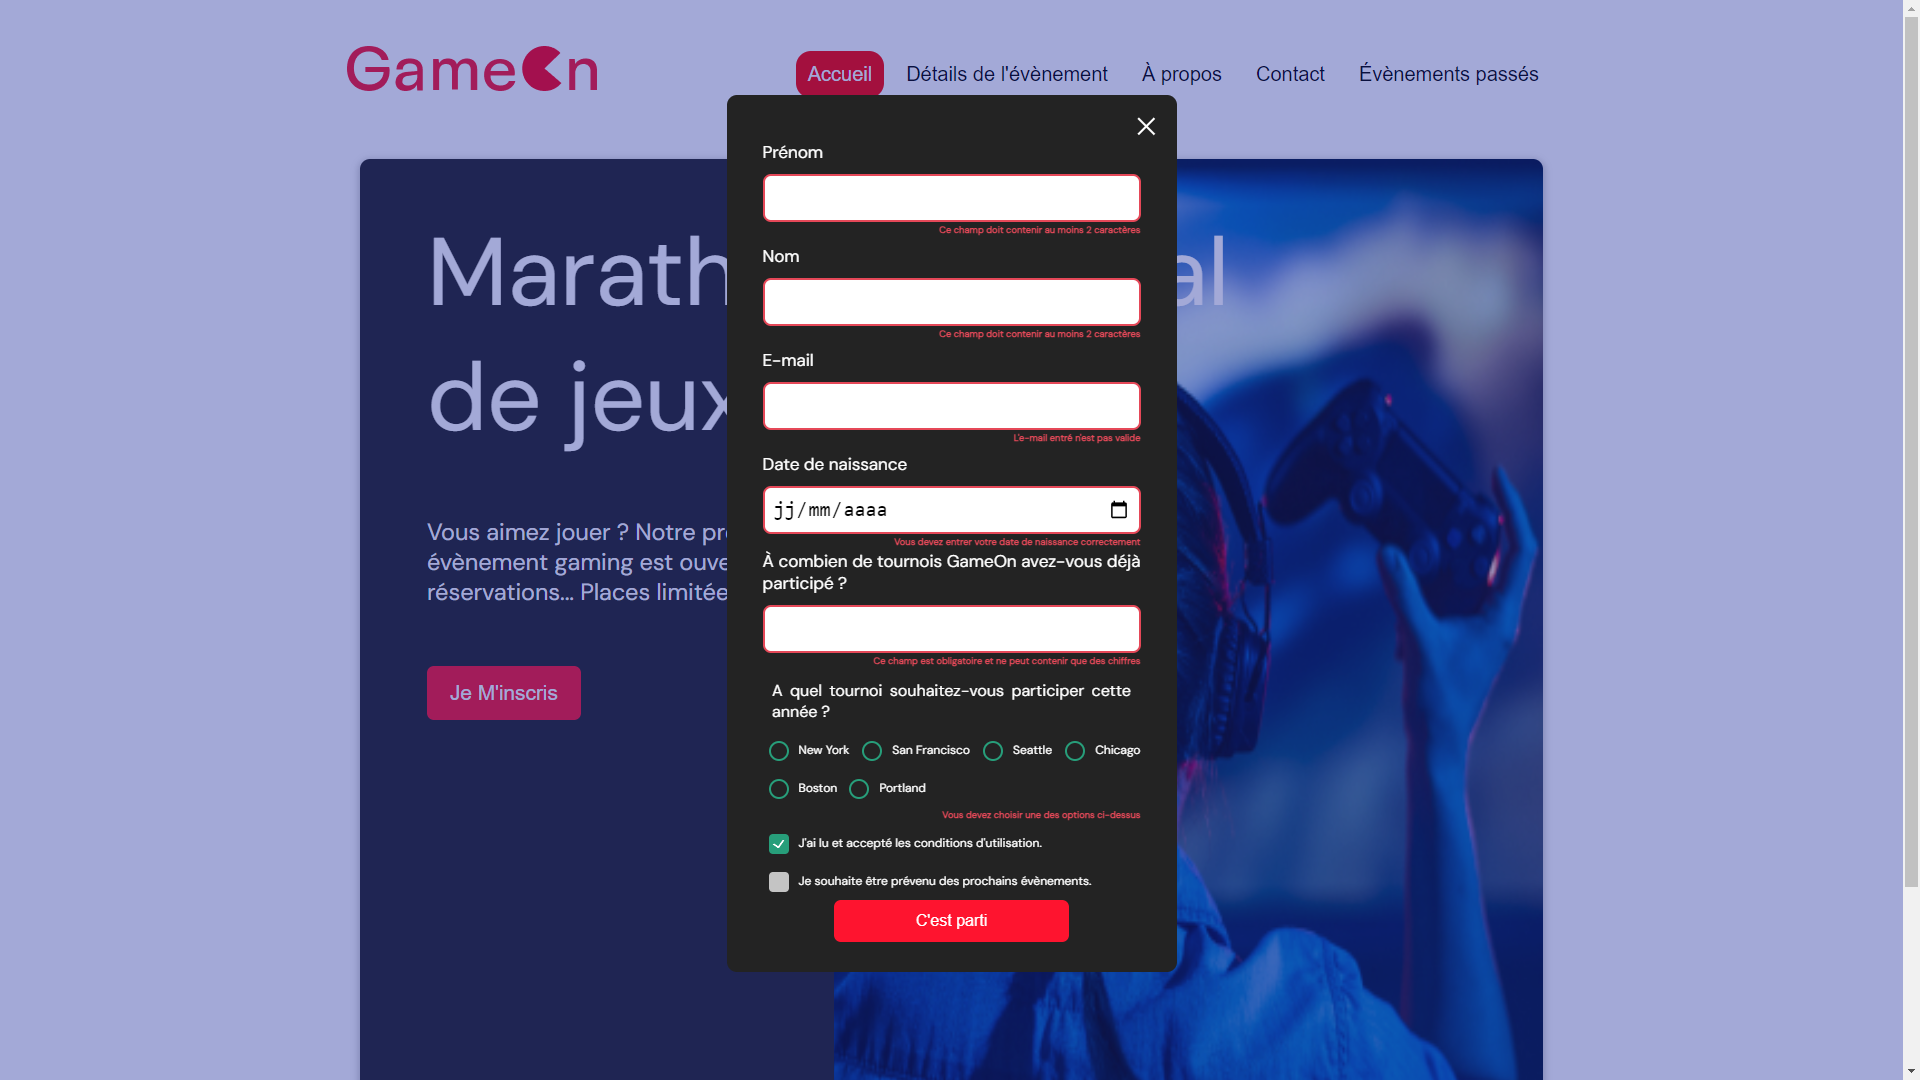 GameOn
Accueil
Détails de l'évènement
À propos
Contact
Évènements passés
Marath
al
de jeux
Vous aimez jouer ? Notre pr
évènement gaming est ouve
réservations... Places limitée
Je M'inscris
Prénom
Ce champ doit contenir au moins 2 caractères
Nom
Ce champ doit contenir au moins 2 caractères
E-mail
L'e-mail entré n'est pas valide
Date de naissance
jj/mm/aaaa
Vous devez entrer votre date de naissance correctement
À combien de tournois GameOn avez-vous déjà
participé ?
Ce champ est obligatoire et ne peut contenir que des chiffres
A quel tournoi souhaitez-vous participer cette
année ?
New York
San Francisco
Seattle
Chicago
Boston
Portland
Vous devez choisir une des options ci-dessus
J'ai lu et accepté les conditions d'utilisation.
Je souhaite être prévenu des prochains évènements.
C'est parti